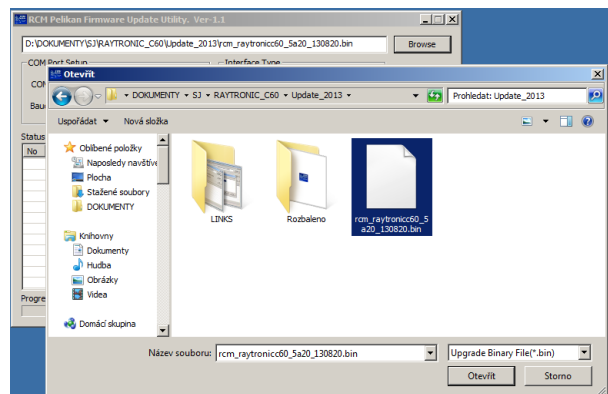 RCM Pelikan Firmware Update Utility. Ver-1.1
D:\DOKUMENTY\SJ\RAYTRONIC_C60\Update_2013\rcm_raytronicc60_5a20_130820.bin
Browse
COM Port Setup
Interface Type
Otevřít
DOKUMENTY
SJ
RAYTRONIC_C60
Update_2013
Prohledat: Update_2013
Uspořádat
Nová složka
Status
No
Oblíbené položky
Naposledy navštíve
Plocha
Stažené soubory
DOKUMENTY
Knihovny
Dokumenty
Hudba
Obrázky
Videa
Domácí skupina
LINKS
Rozbaleno
rcm_raytronicc60_5
a20_130820.bin
Progre
Název souboru:
rcm_raytronicc60_5a20_130820.bin
Upgrade Binary File(*.bin)
Otevřít
Storno